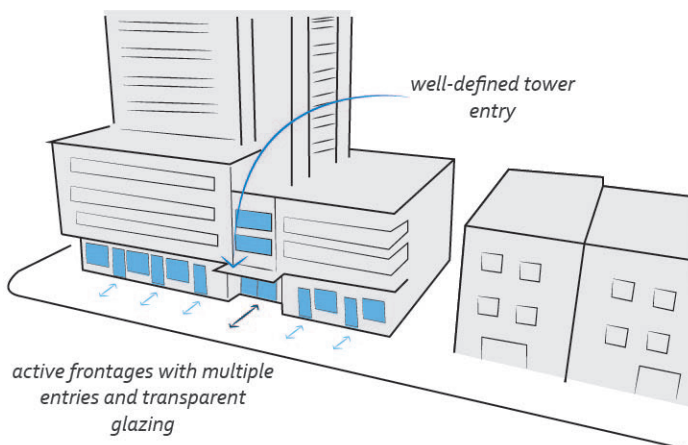 well-defined tower
entry
active frontages with multiple
entries and transparent
glazing